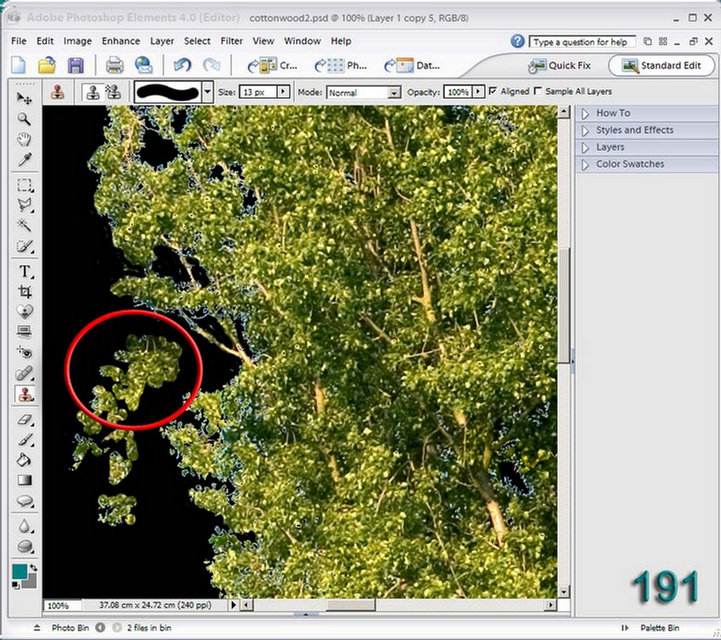 Adobe Photoshop Elements 4.0 (Editor) cottonwood2.psd @ 100% (Layer 1 copy 5, RGB/8)
File Edit Image Enhance Layer Select Filter View Window Help Type a question for help
Cr... Ph... Dat... Quick Fix Standard Edit
Size: 13 px Mode: Normal Opacity: 100% Aligned Sample All Layers
How To
Styles and Effects
Layers
Color Swatches
T
191
100% 37.08 cm x 24.72 cm (240 ppi)
Photo Bin 2 files in bin Palette Bin